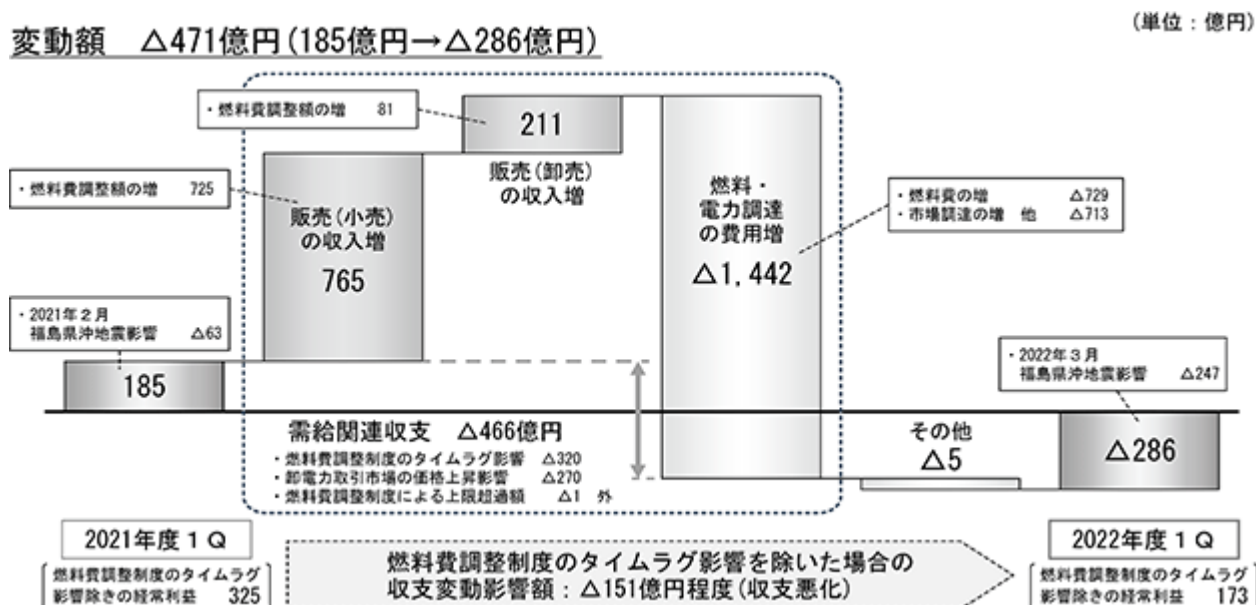 (単位：億円)
変動額　△471億円(185億円→△286億円)
・燃料費調整額の増　81
211
販売(卸売)
の収入増
・燃料費調整額の増　725
販売(小売)
の収入増
765
燃料・
電力調達
の費用増
△1,442
・燃料費の増　△729
・市場調達の増　他　△713
・2021年2月
福島県沖地震影響　△63
185
・2022年3月
福島県沖地震影響　△247
需給関連収支　△466億円
・燃料費調整制度のタイムラグ影響　△320
・卸電力取引市場の価格上昇影響　△270
・燃料費調整制度による上限超過額　△1　外
その他
△5
△286
2021年度１Q
燃料費調整制度のタイムラグ
影響除きの経常利益　325
燃料費調整制度のタイムラグ影響を除いた場合の
収支変動影響額：△151億円程度(収支悪化)
2022年度１Q
燃料費調整制度のタイムラグ
影響除きの経常利益　173